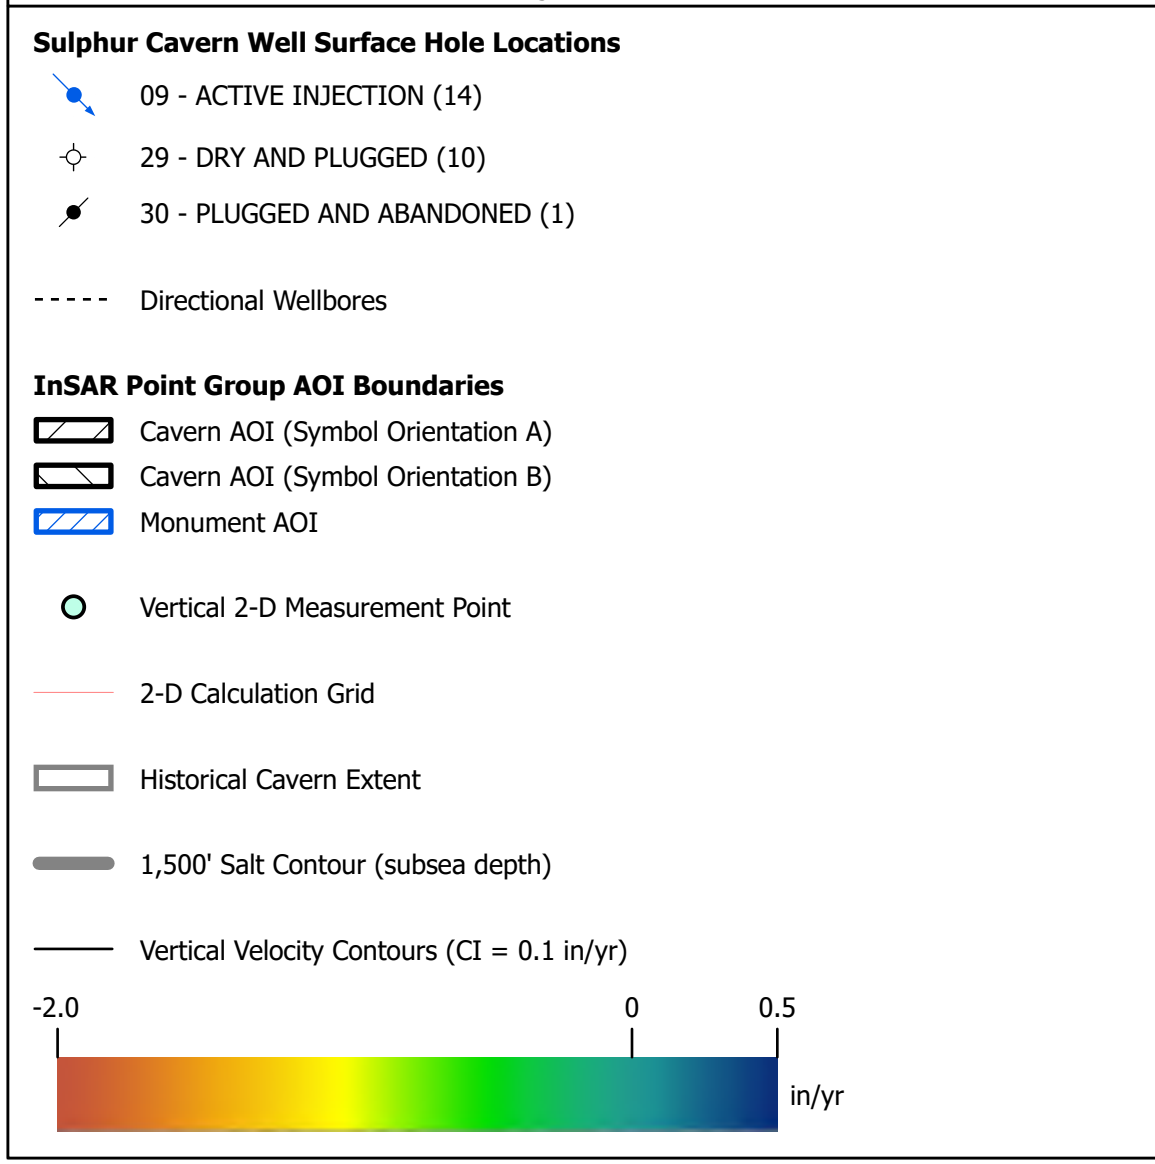 Sulphur Cavern Well Surface Hole Locations
09 - ACTIVE INJECTION (14)
29 - DRY AND PLUGGED (10)
30 - PLUGGED AND ABANDONED (1)
Directional Wellbores
InSAR Point Group AOI Boundaries
Cavern AOI (Symbol Orientation A)
Cavern AOI (Symbol Orientation B)
Monument AOI
Vertical 2-D Measurement Point
2-D Calculation Grid
Historical Cavern Extent
1,500' Salt Contour (subsea depth)
Vertical Velocity Contours (CI = 0.1 in/yr)
-2.0 0 0.5
in/yr